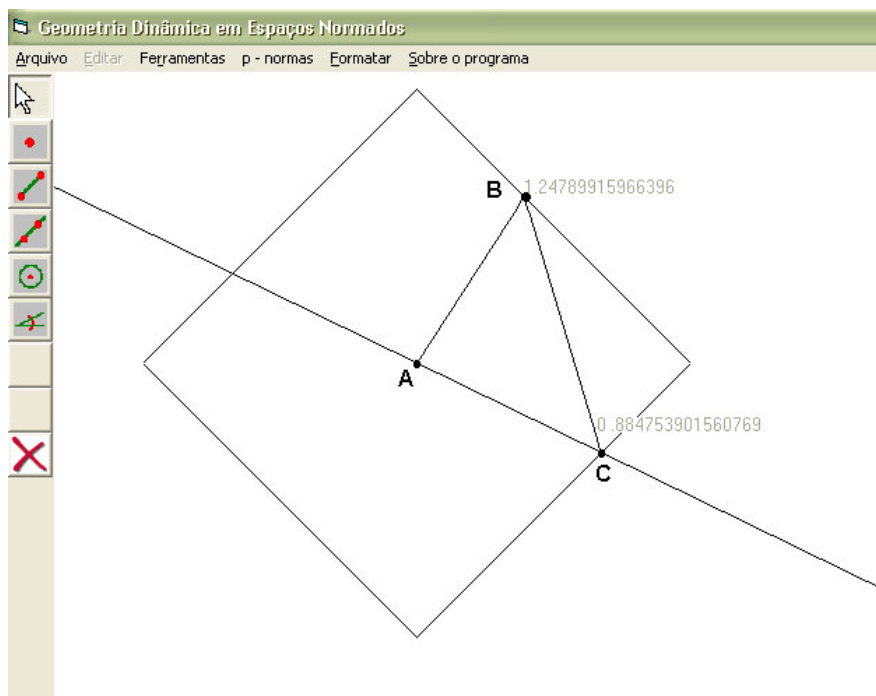 Geometria Dinâmica em Espaços Normados
Arquivo Editar Ferramentas p - normas Formatar Sobre o programa
B 1.24789915966396
A
0 .884753901560769
C